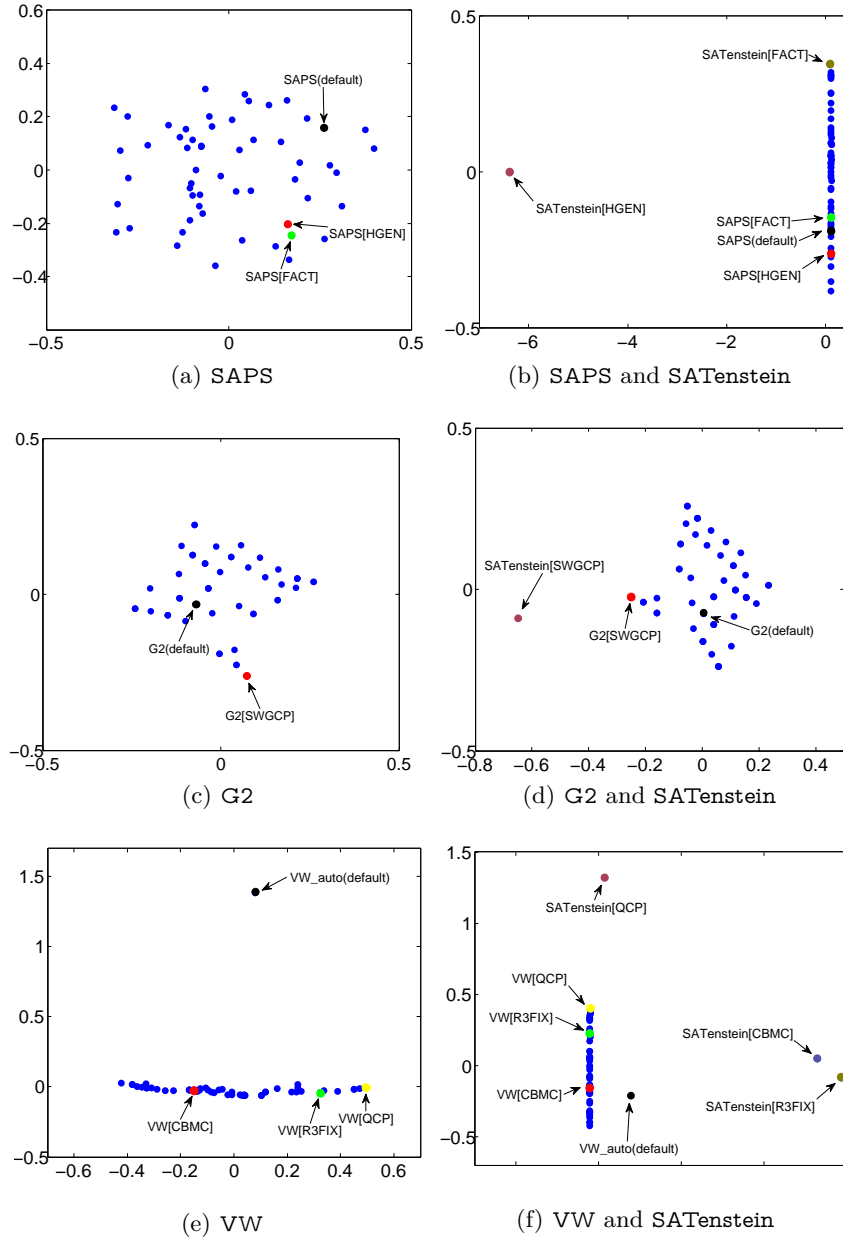 0.6
0.4
0.2
0
−0.2
−0.4
−0.5
0
0.5
SAPS(default)
SAPS[HGEN]
SAPS[FACT]
(a) SAPS
0.5
0
−0.5
−6
−4
−2
0
SATenstein[FACT]
SATenstein[HGEN]
SAPS[FACT]
SAPS(default)
SAPS[HGEN]
(b) SAPS and SATenstein
0.5
0
−0.5
−0.5
0
0.5
G2(default)
G2[SWGCP]
(c) G2
0.5
0
−0.5
−0.8
−0.6
−0.4
−0.2
0
0.2
0.4
SATenstein[SWGCP]
G2[SWGCP]
G2(default)
(d) G2 and SATenstein
1.5
1
0.5
0
−0.5
−0.6
−0.4
−0.2
0
0.2
0.4
0.6
VW_auto(default)
VW[CBMC]
VW[R3FIX]
VW[QCP]
(e) VW
1.5
1
0.5
0
−0.5
SATenstein[QCP]
VW[QCP]
VW[R3FIX]
SATenstein[CBMC]
VW[CBMC]
SATenstein[R3FIX]
VW_auto(default)
(f) VW and SATenstein